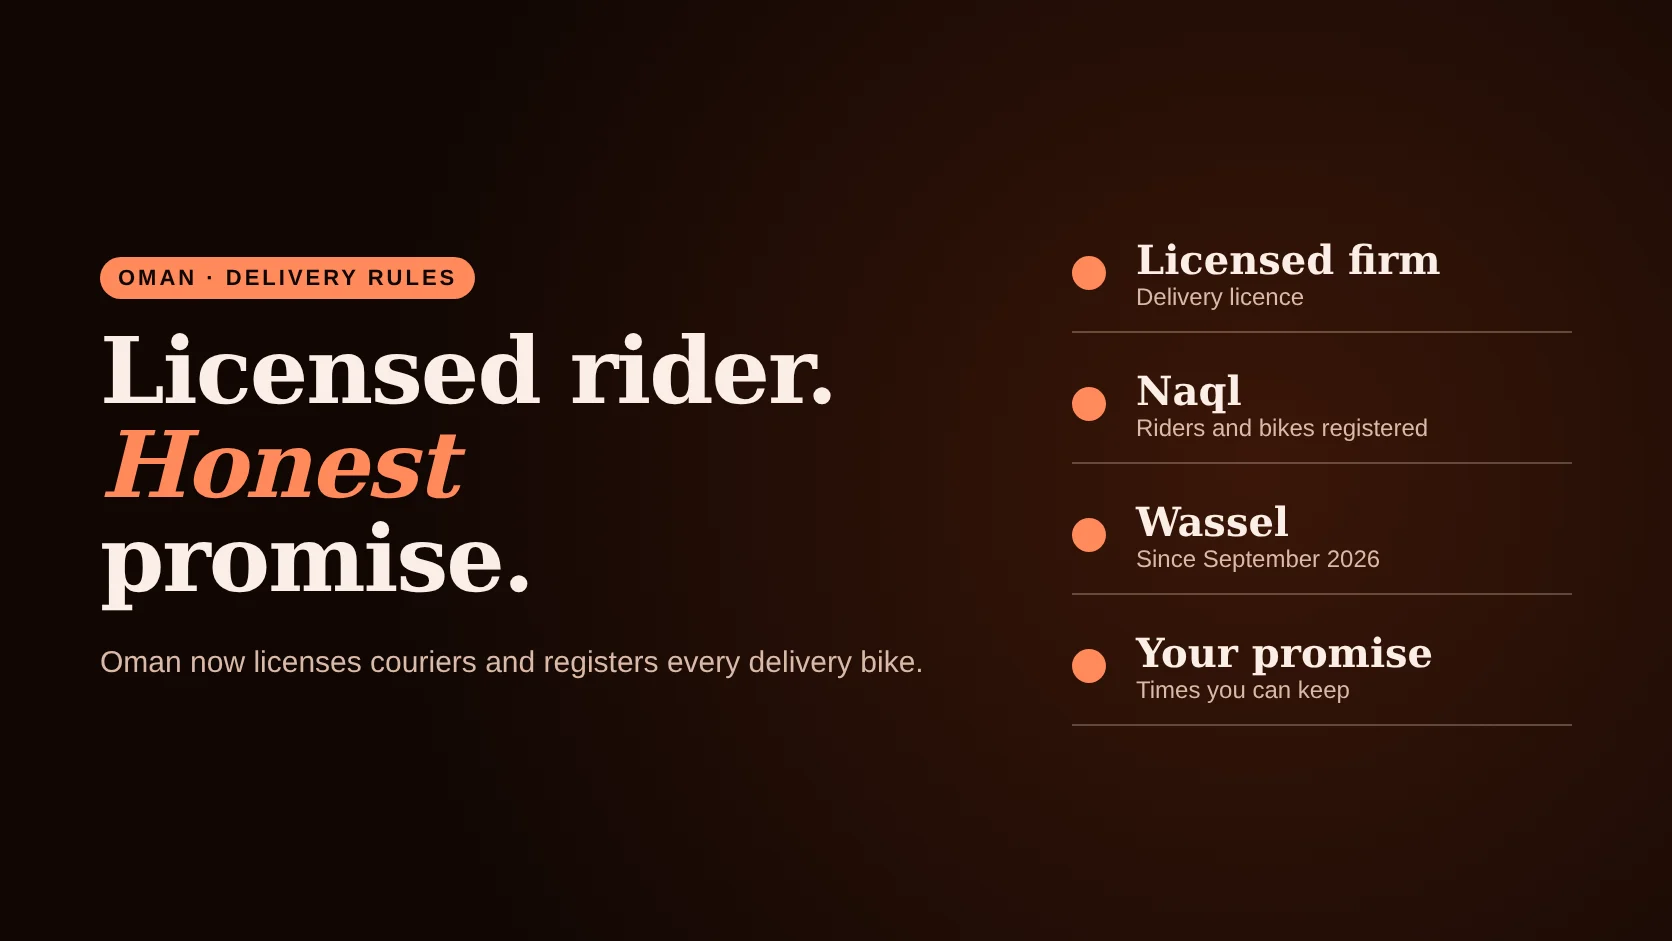 OMAN · DELIVERY RULES
Licensed rider.
Honest
promise.
Oman now licenses couriers and registers every delivery bike.
Licensed firm
Delivery licence
Naql
Riders and bikes registered
Wassel
Since September 2026
Your promise
Times you can keep